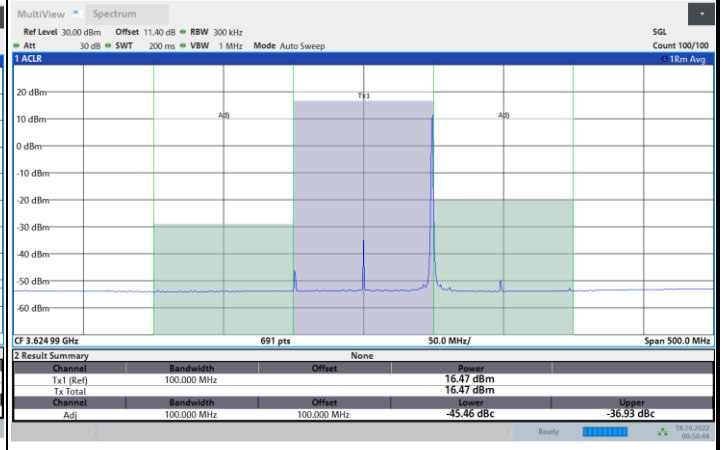 MultiView Spectrum
Ref Level 30.00 dBm Offset 11.40 dB RBW 300 kHz SGL
Att 30 dB SWT 200 ms VBW 1 MHz Mode Auto Sweep Count 100/100
1 ACLR 1Rm Avg
20 dBm
Tx1
10 dBm
Adj Adj
0 dBm
-10 dBm
-20 dBm
-30 dBm
-40 dBm
-50 dBm
-60 dBm
CF 3.624 99 GHz 691 pts 50.0 MHz/ Span 500.0 MHz
2 Result Summary None
Channel Bandwidth Offset Power
Tx1 (Ref) 100.000 MHz 16.47 dBm
Tx Total 16.47 dBm
Channel Bandwidth Offset Lower Upper
Adj 100.000 MHz 100.000 MHz -45.46 dBc -36.93 dBc
Ready 18.10.2022
00:50:44